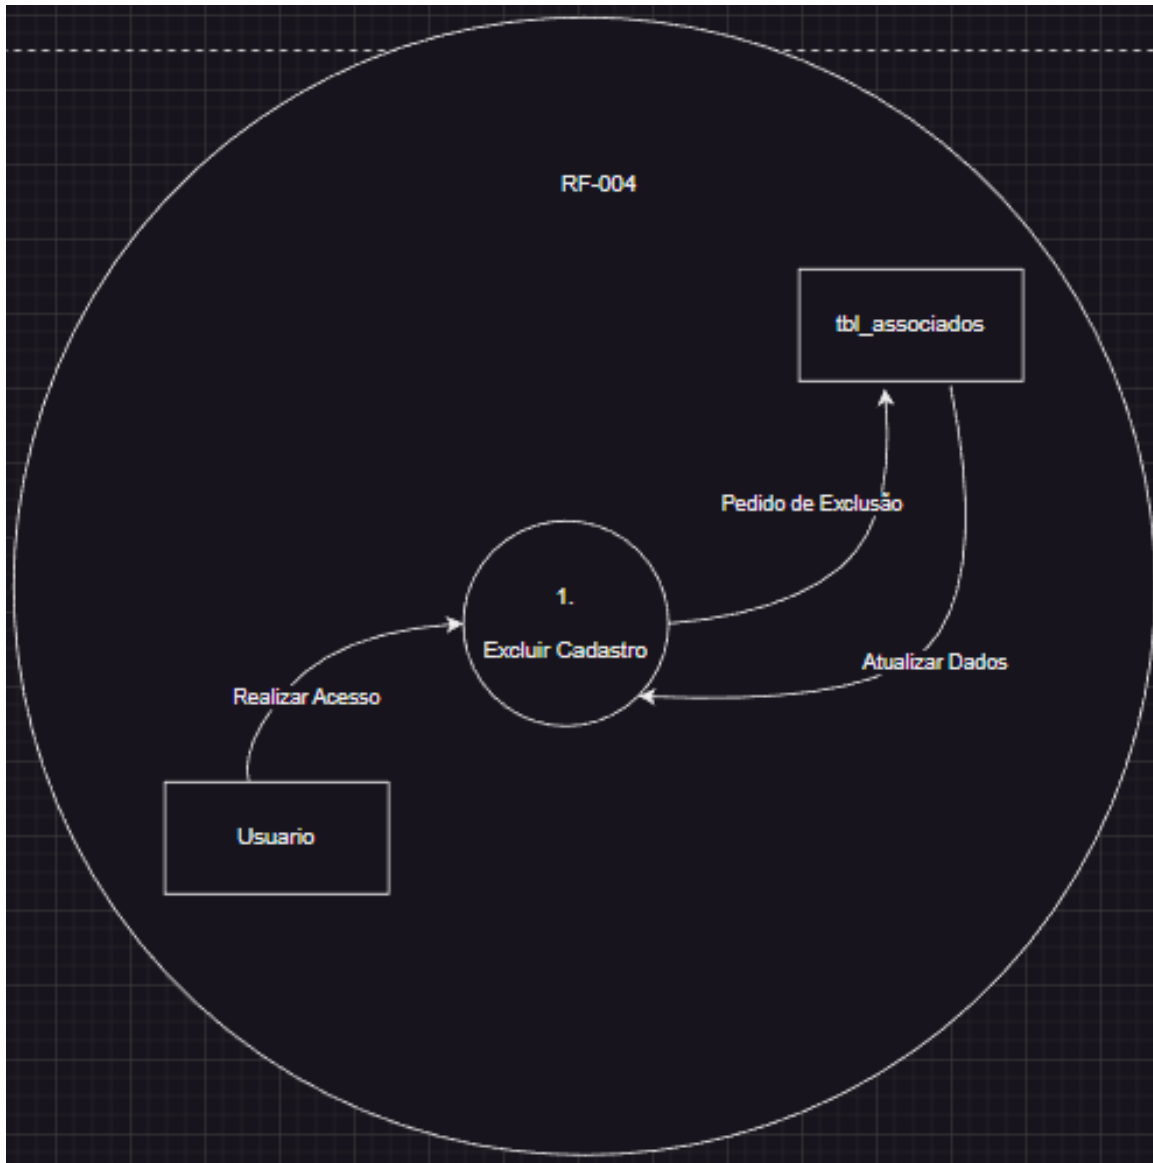 RF-004
tbl_associados
Pedido de Exclusão
1.
Excluir Cadastro
Atualizar Dados
Realizar Acesso
Usuario